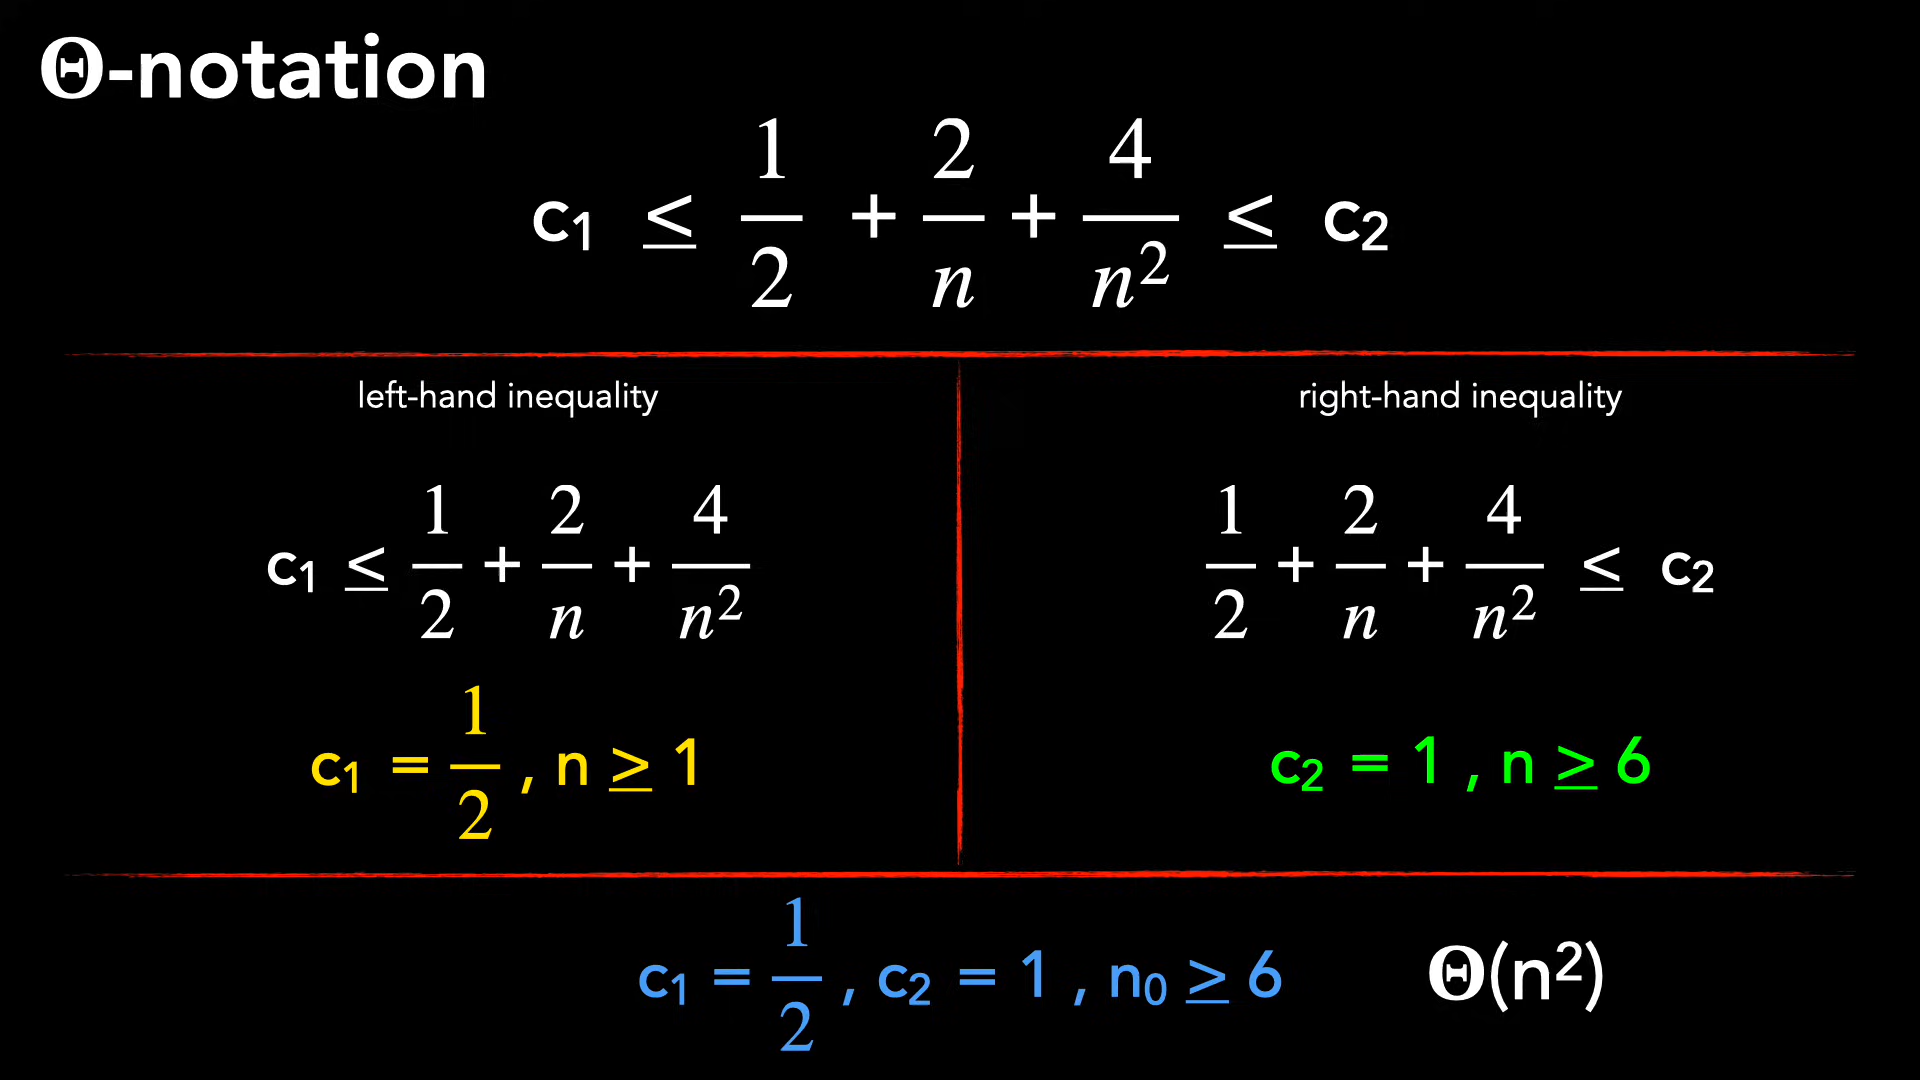 Θ-notation
c₁ ≤ 1/2 + 2/n + 4/n² ≤ c₂
left-hand inequality
c₁ ≤ 1/2 + 2/n + 4/n²
c₁ = 1/2 , n ≥ 1
right-hand inequality
1/2 + 2/n + 4/n² ≤ c₂
c₂ = 1 , n ≥ 6
c₁ = 1/2 , c₂ = 1 , n₀ ≥ 6
Θ(n²)